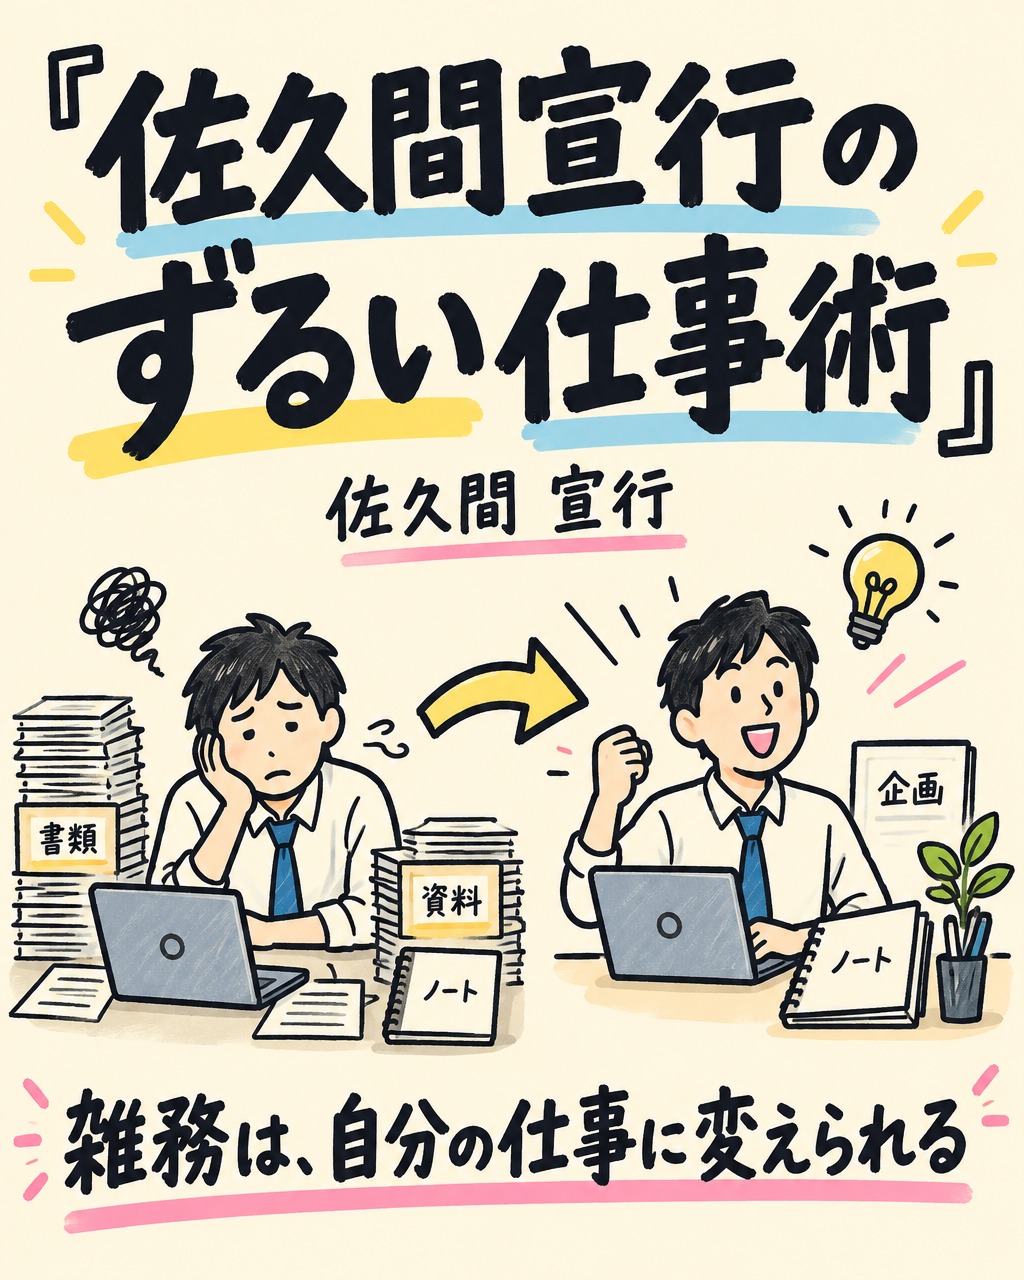 『佐久間宣行の
ずるい仕事術』
佐久間 宣行
書類
資料
ノート
企画
ノート
雑務は、自分の仕事に変えられる